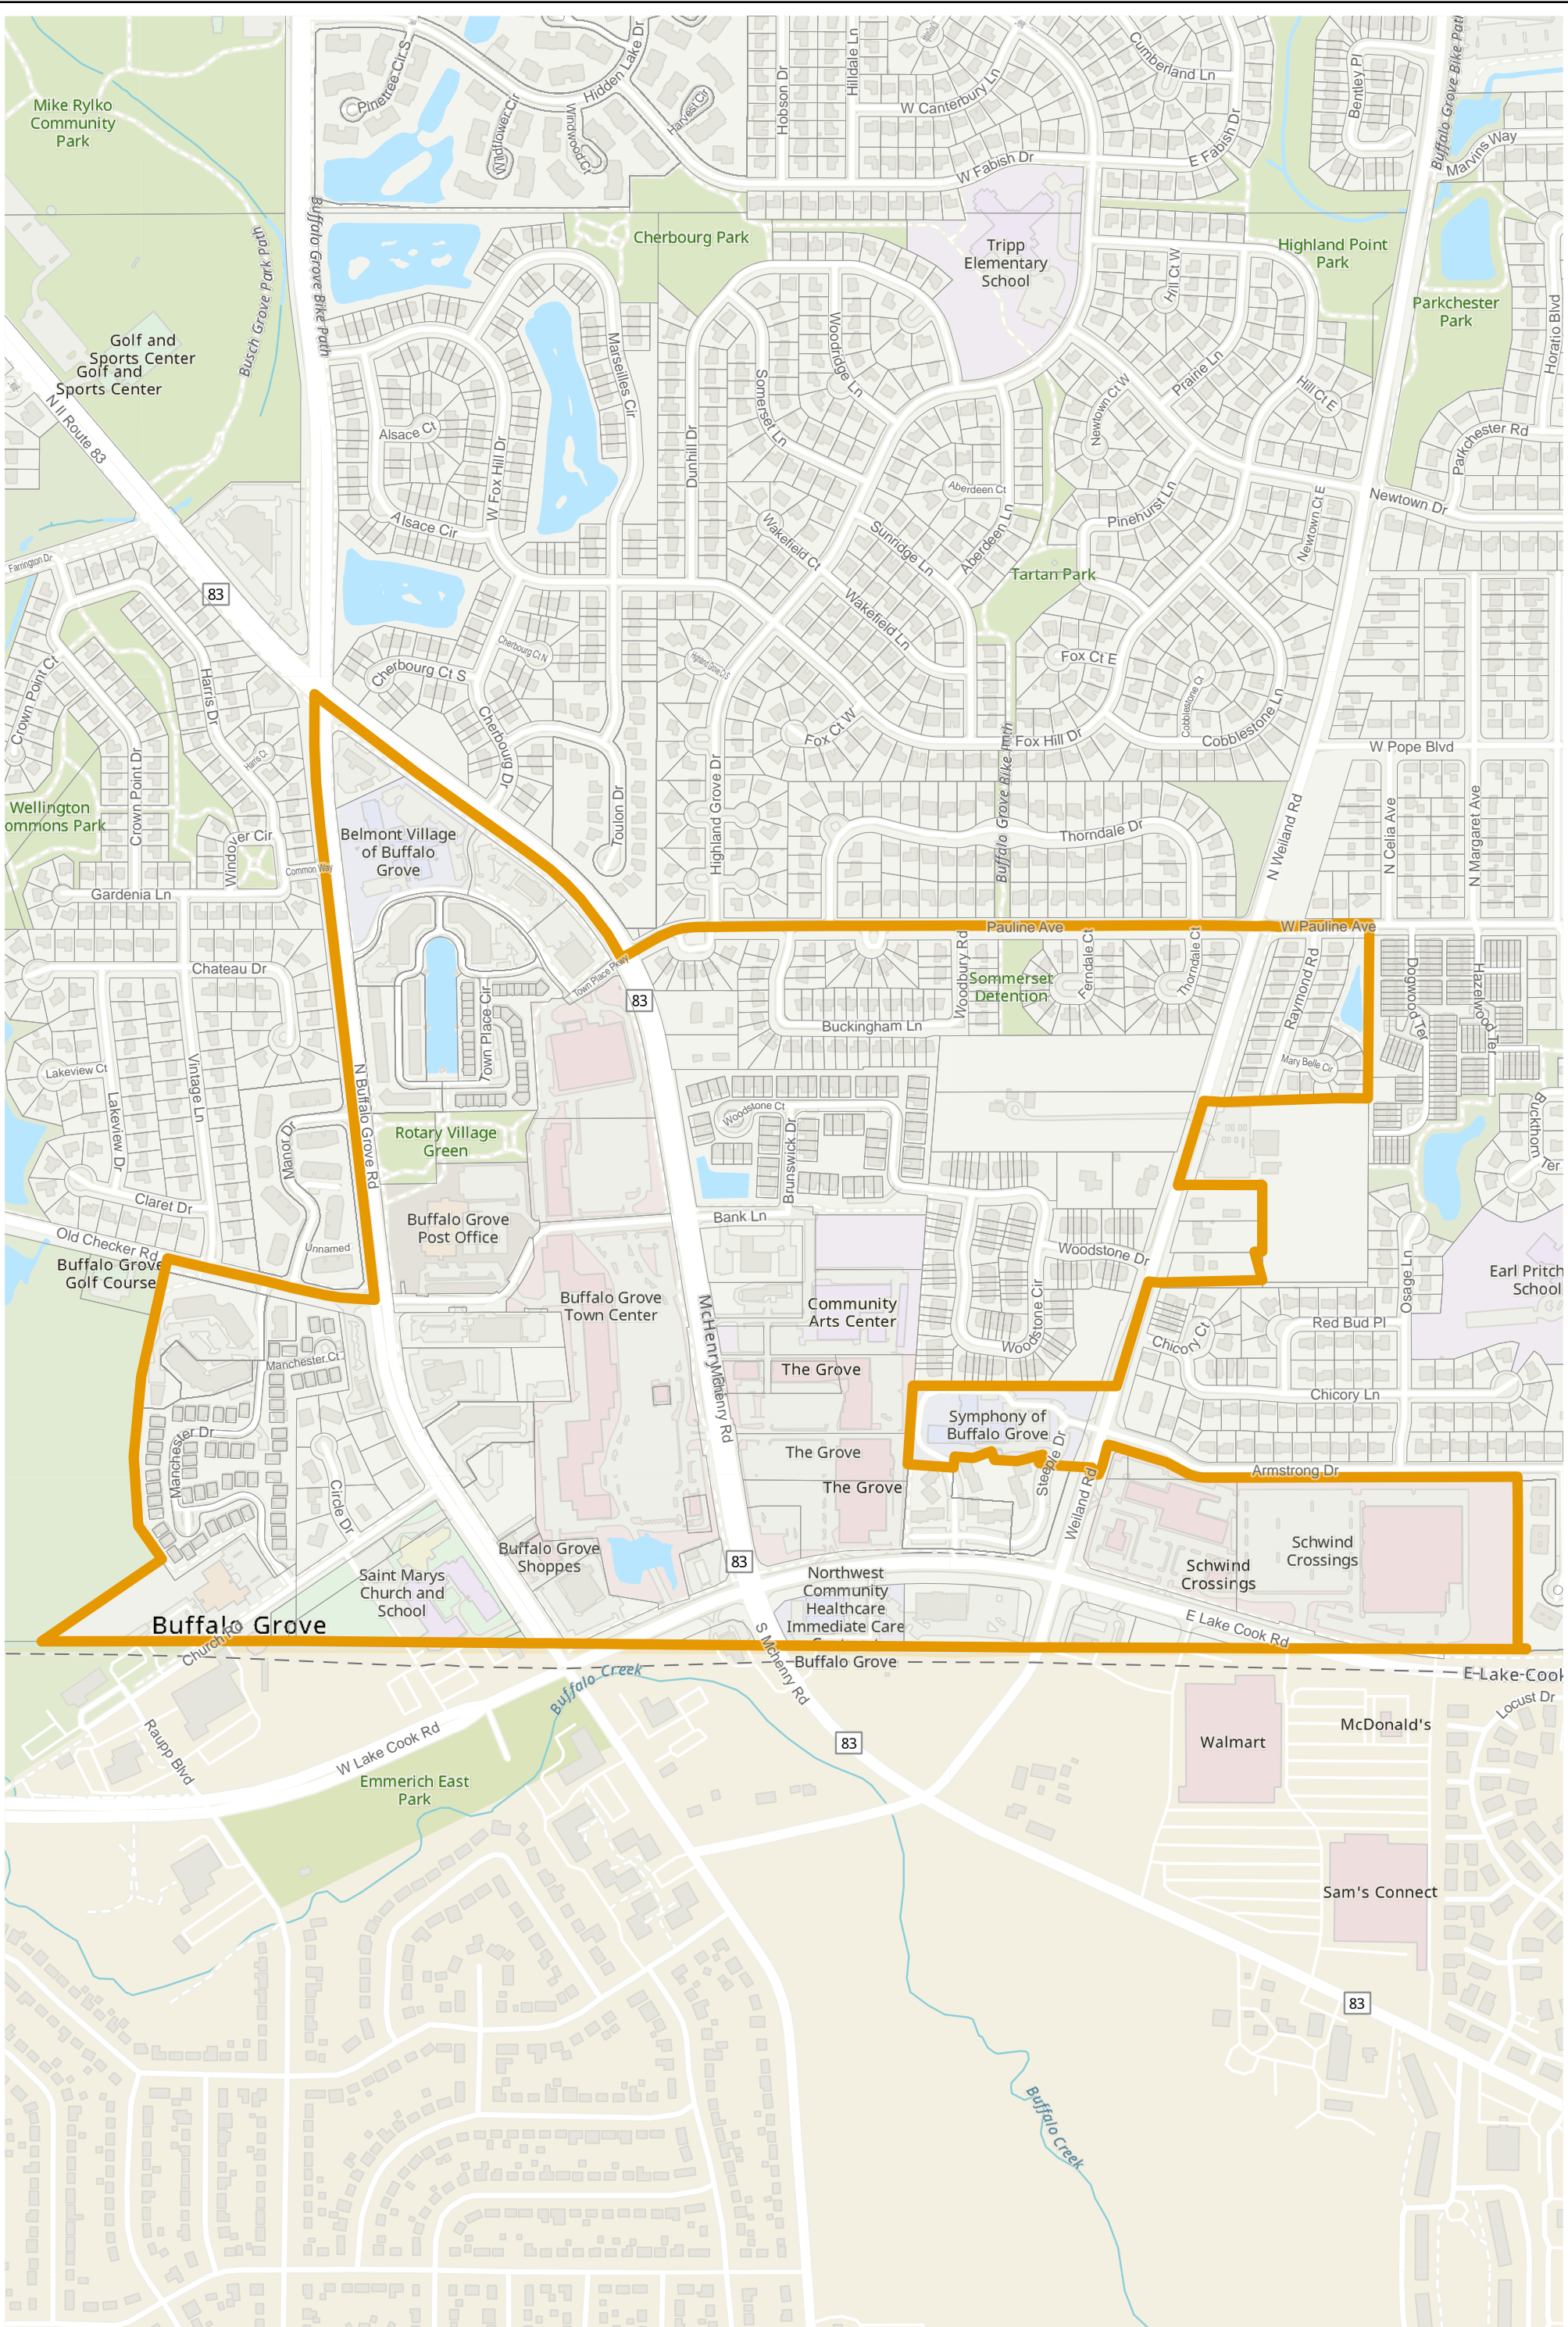 Pinetree Cir S
Hidden Lake Dr
Wildflower Cir
Windwood Ct
Harvest Cir
Hobson Dr
Hilldale Ln
W Canterbury Ln
Cumberland Ln
W Fabish Dr
E Fabish Dr
Bentley Pl
Buffalo Grove Bike Path
Marvins Way
Mike Rylko
Community
Park
Buffalo Grove Bike Path
Busch Grove Park Path
Cherbourg Park
Tripp
Elementary
School
Hill Ct W
Highland Point
Park
Parkchester
Park
Horatio Blvd
Golf and
Sports Center
Golf and
Sports Center
N Il Route 83
Marseilles Cir
Woodridge Ln
Somerset Ln
Prairie Ln
Newtown Ct W
Hill Ct E
Parkchester Rd
Alsace Ct
W Fox Hill Dr
Dunhill Dr
Aberdeen Ct
Alsace Cir
Wakefield Ct
Sunridge Ln
Aberdeen Ln
Pinehurst Ln
Newtown Ct E
Newtown Dr
Farrington Dr
83
Tartan Park
Wakefield Ln
Crown Point Ct
Harris Dr
Cherbourg Ct N
Cherbourg Ct S
Highland Grove Ct S
Fox Ct E
Cobblestone Ct
Cobblestone Ln
Harris Ct
Cherbourg Dr
Fox Ct W
Fox Hill Dr
W Pope Blvd
Crown Point Dr
Wellington
ommons Park
Windover Cir
Belmont Village
of Buffalo
Grove
Toulon Dr
Highland Grove Dr
Buffalo Grove Bike Path
Thorndale Dr
N Weiland Rd
N Celia Ave
N Margaret Ave
Common Way
Gardenia Ln
Pauline Ave
W Pauline Ave
Chateau Dr
Town Place Pkwy
83
Town Place Cir
Woodbury Rd
Sommerset
Detention
Ferndale Ct
Thorndale Ct
Raymond Rd
Dogwood Ter
Hazelwood Ter
Buckingham Ln
Mary Belle Cir
Lakeview Ct
Vintage Ln
Lakeview Dr
N Buffalo Grove Rd
Manor Dr
Rotary Village
Green
Woodstone Ct
Brunswick Dr
Buckthorn
Ter
Claret Dr
Old Checker Rd
Unnamed
Buffalo Grove
Golf Course
Buffalo Grove
Post Office
Bank Ln
Woodstone Dr
Woodstone Cir
Osage Ln
Earl Pritch
School
Buffalo Grove
Town Center
McHenry Rd
Mchenry Rd
Community
Arts Center
Red Bud Pl
Chicory Ct
Chicory Ln
Manchester Ct
Manchester Dr
The Grove
The Grove
The Grove
Symphony of
Buffalo Grove
Steeple Dr
Weiland Rd
Armstrong Dr
Circle Dr
Buffalo Grove
Shoppes
83
Saint Marys
Church and
School
Northwest
Community
Healthcare
Immediate Care
Schwind
Crossings
Schwind
Crossings
Buffalo Grove
Church Rd
E Lake Cook Rd
S Mchenry Rd
Buffalo Grove
E Lake-Cook
Buffalo Creek
Raupp Blvd
W Lake Cook Rd
Emmerich East
Park
83
Walmart
McDonald's
Locust Dr
Sam's Connect
83
Buffalo Creek